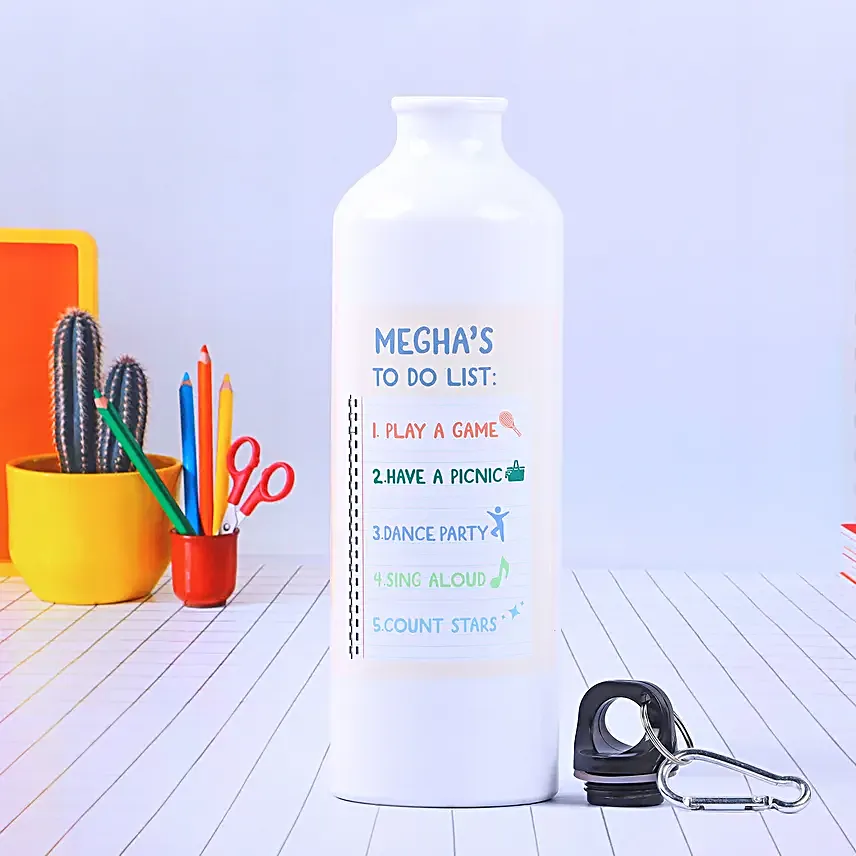 MEGHA'S
TO DO LIST:
1. PLAY A GAME
2.HAVE A PICNIC
3.DANCE PARTY
4.SING ALOUD
5.COUNT STARS